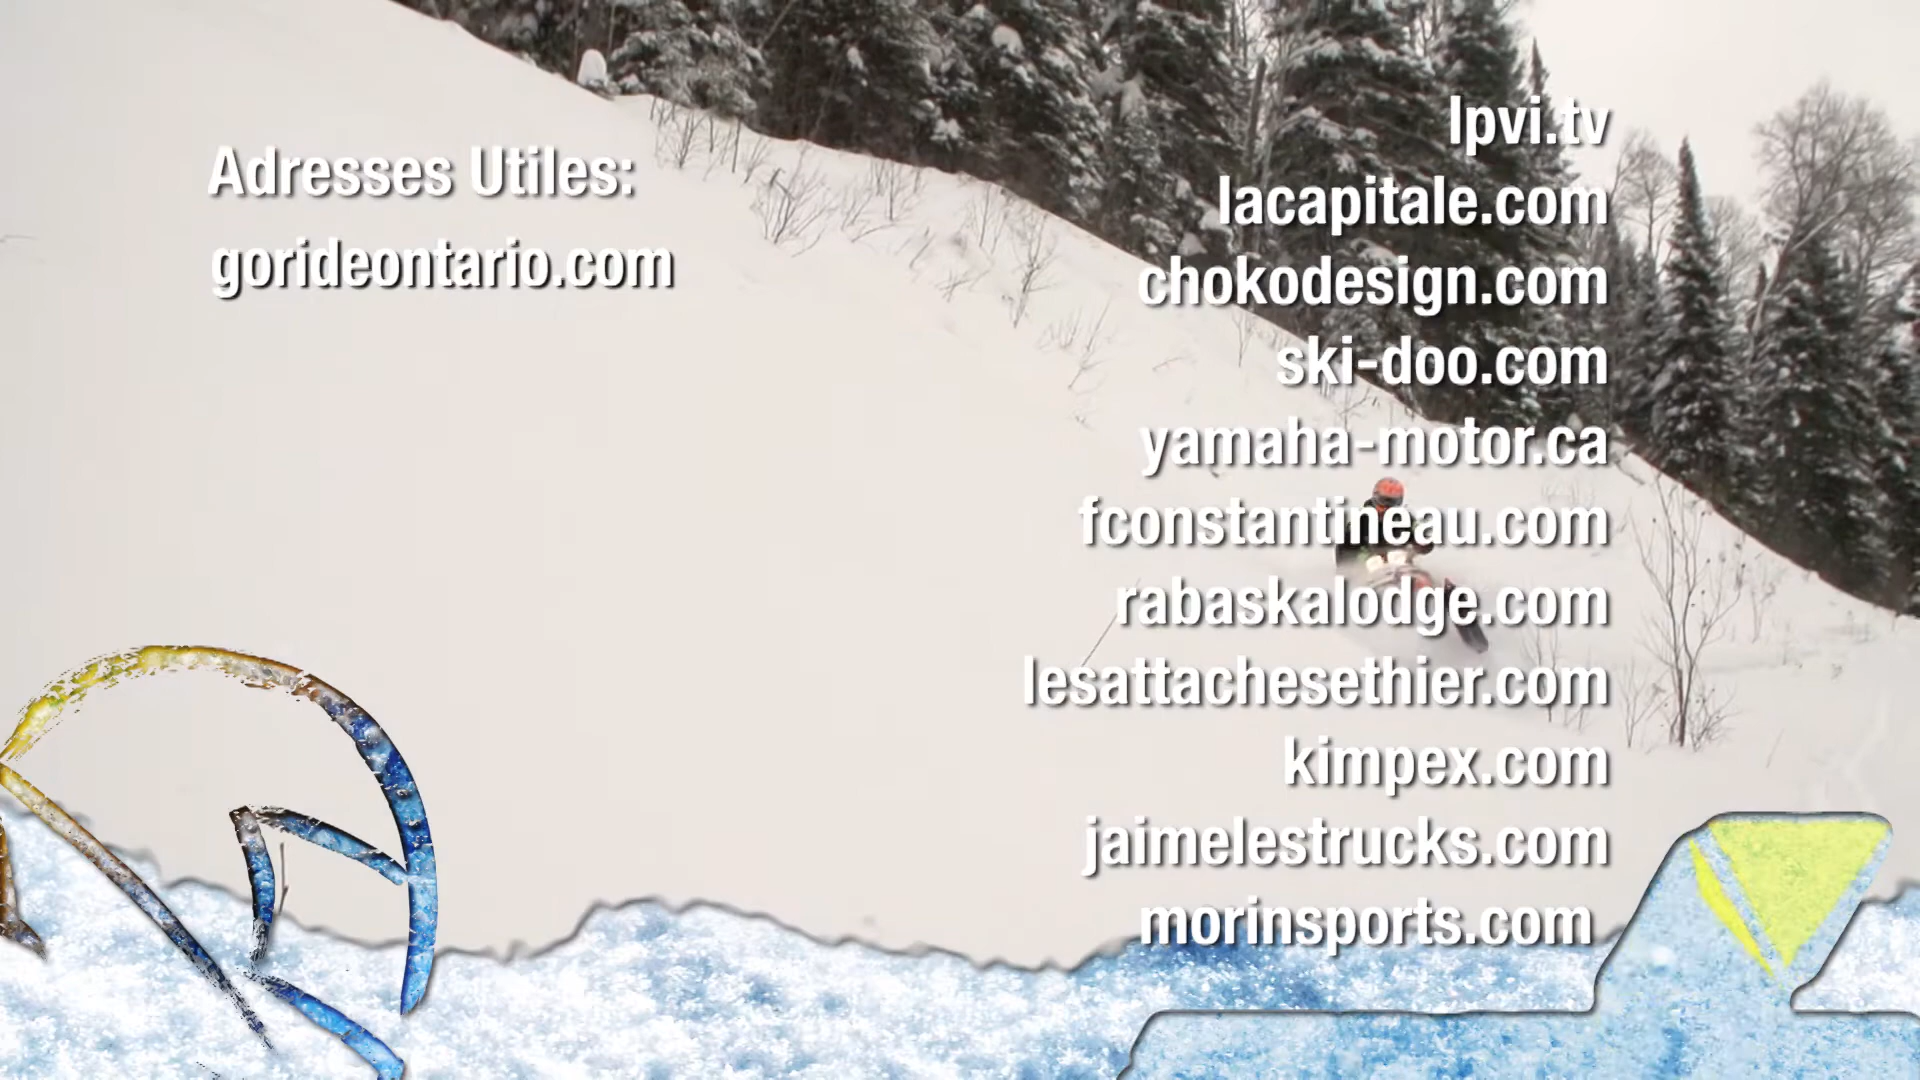 Adresses Utiles:
gorideontario.com
lpvi.tv
lacapitale.com
chokodesign.com
ski-doo.com
yamaha-motor.ca
fconstantineau.com
rabaskalodge.com
lesattachesethier.com
kimpex.com
jaimelestrucks.com
morinsports.com